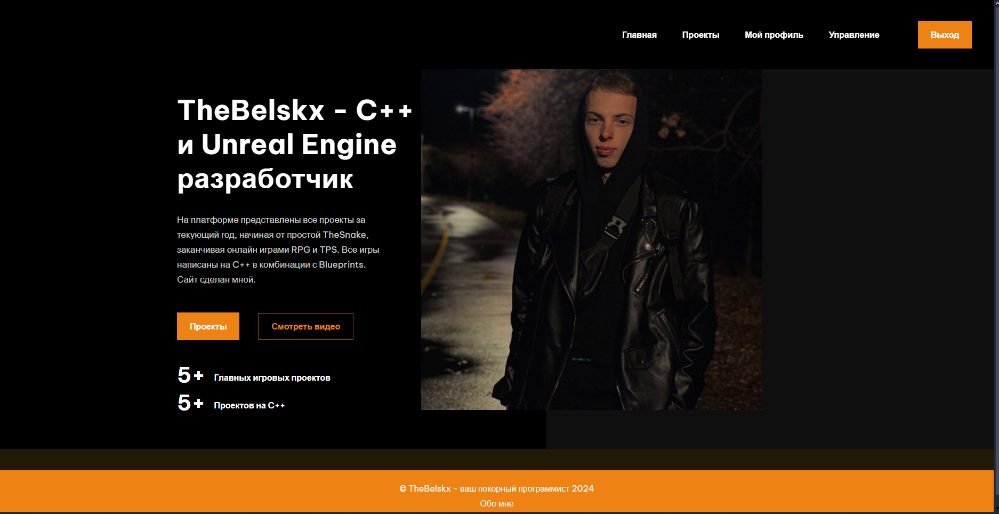 Главная Проекты Мой профиль Управление Выход
TheBelskx - C++
и Unreal Engine
разработчик
На платформе представлены все проекты за
текующий год, начиная от простой TheSnake,
заканчивая онлайн играми RPG и TPS. Все игры
написаны на C++ в комбинации с Blueprints.
Сайт сделан мной.
Проекты Смотреть видео
5+ Главных игровых проектов
5+ Проектов на C++
© TheBelskx - ваш покорный программист 2024
Обо мне